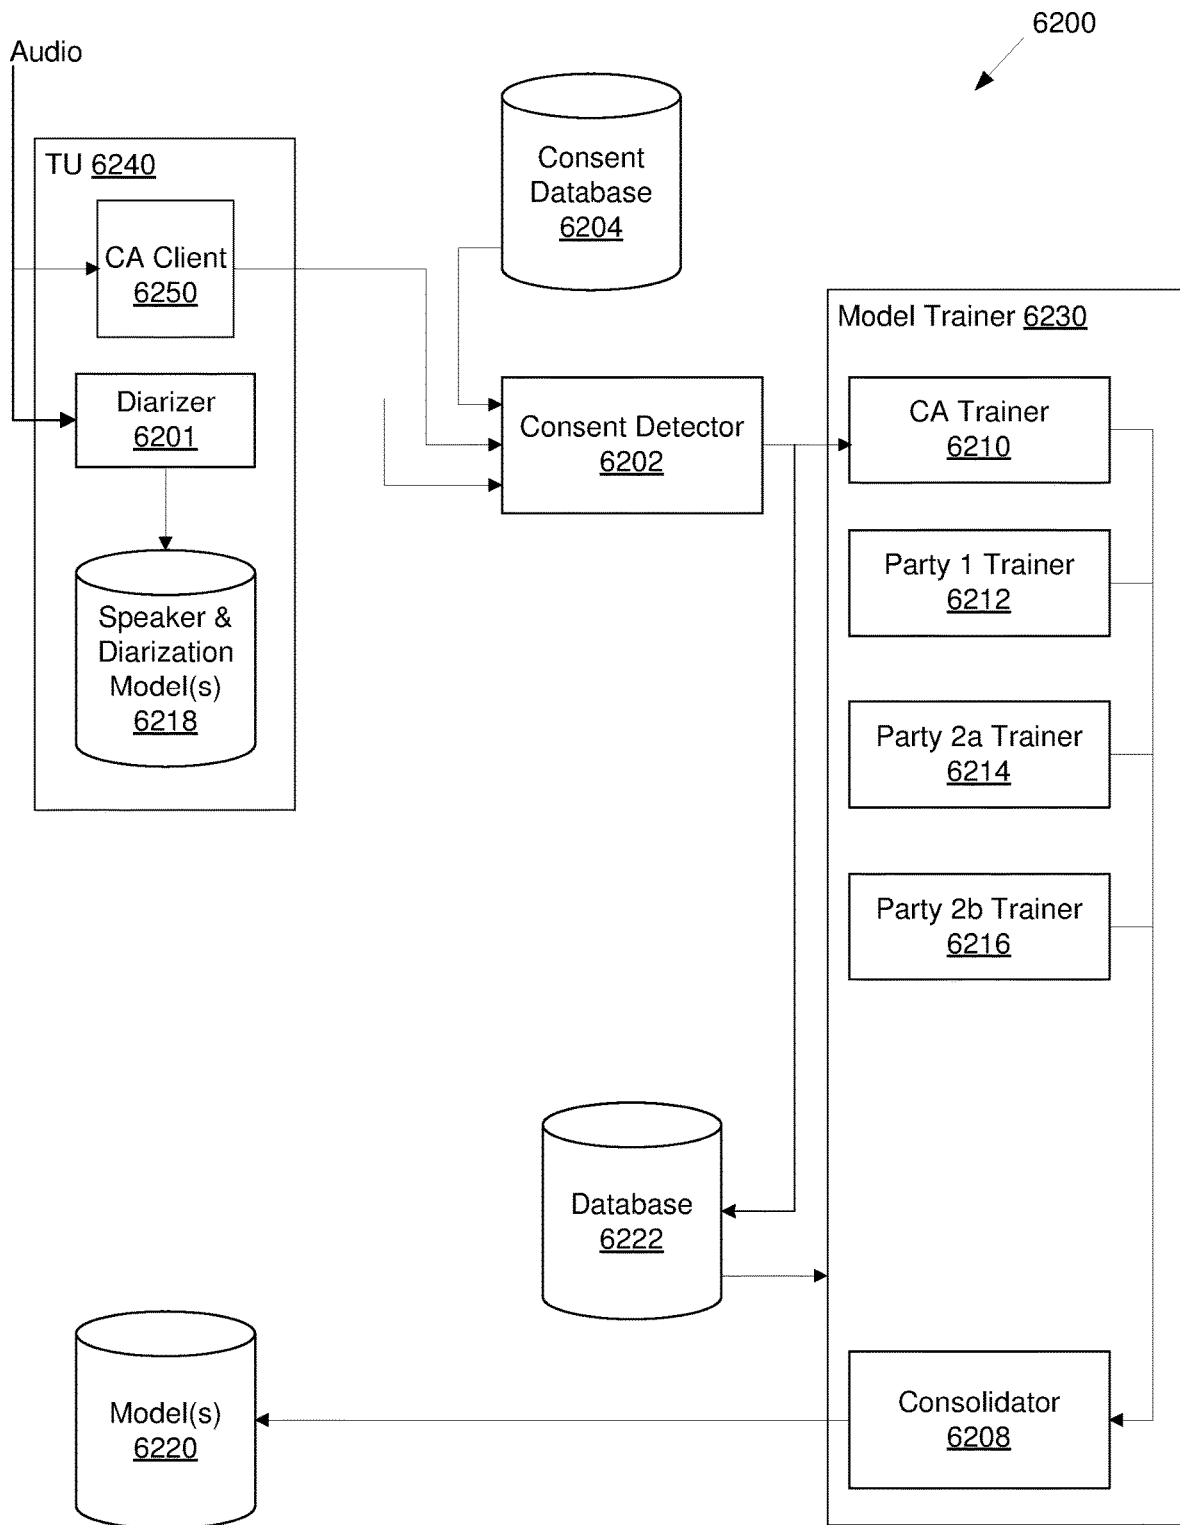 6200
Audio
TU 6240
CA Client
6250
Diarizer
6201
Speaker &
Diarization
Model(s)
6218
Consent
Database
6204
Consent Detector
6202
Model Trainer 6230
CA Trainer
6210
Party 1 Trainer
6212
Party 2a Trainer
6214
Party 2b Trainer
6216
Database
6222
Consolidator
6208
Model(s)
6220